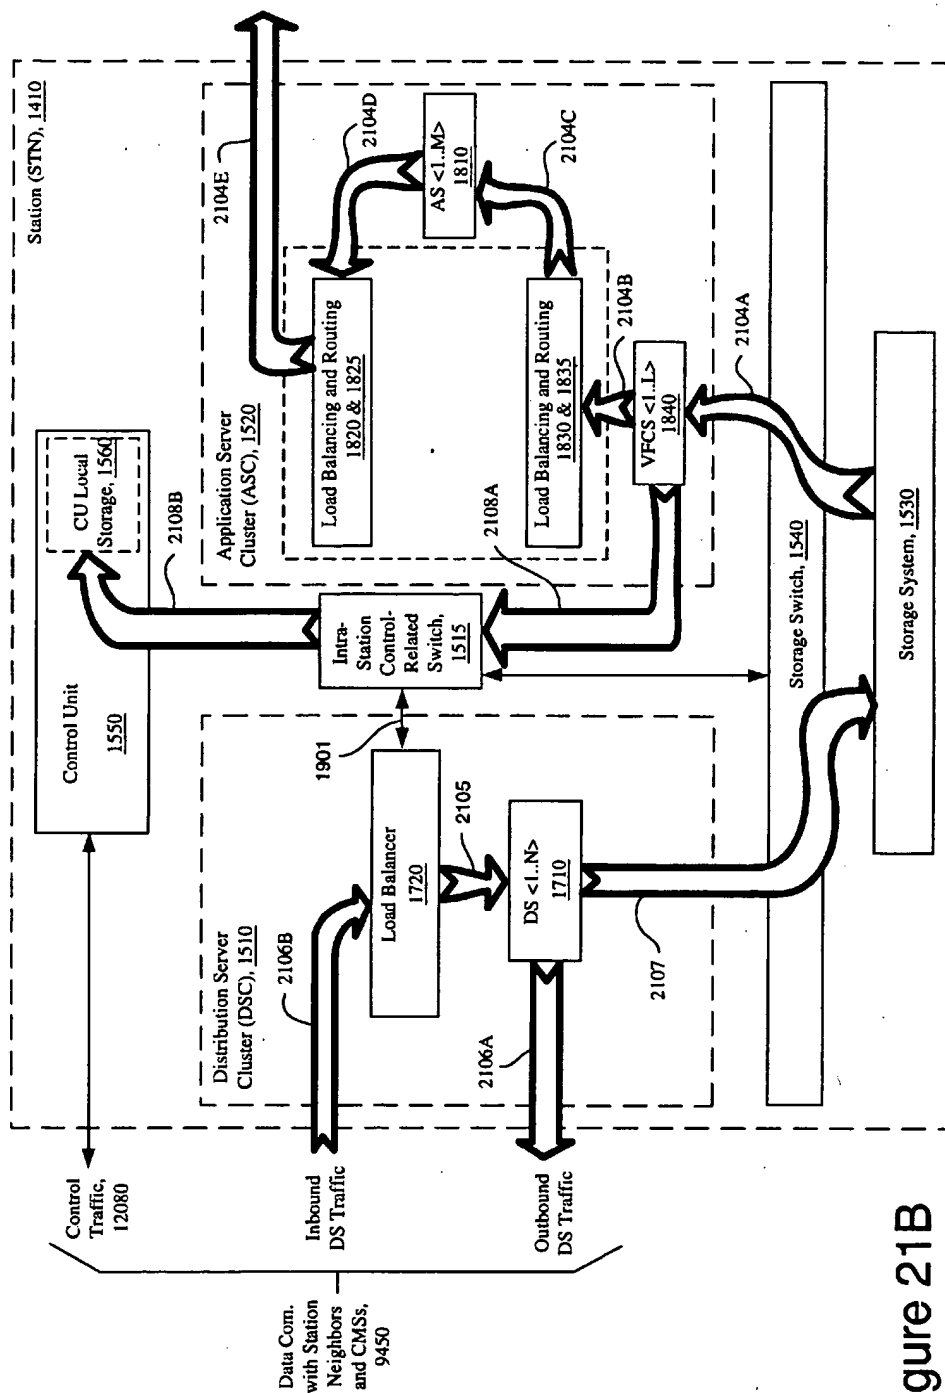 Station (STN), 1410
2104E
Control Unit
1550
CU Local
Storage, 1560
2108B
Application Server
Cluster (ASC), 1520
Load Balancing and Routing
1820 & 1825
2104D
AS <1..M>
1810
2104C
Load Balancing and Routing
1830 & 1835
2104B
VFCS <1..L>
1840
2104A
2108A
Intra-
Station
Control-
Related
Switch,
1515
1901
Distribution Server
Cluster (DSC), 1510
2106B
Load Balancer
1720
2105
DS <1..N>
1710
2106A
2107
Storage Switch, 1540
Storage System, 1530
Control
Traffic,
12080
Inbound
DS Traffic
Outbound
DS Traffic
Data Com.
with Station
Neighbors
and CMSs,
9450
gure 21B